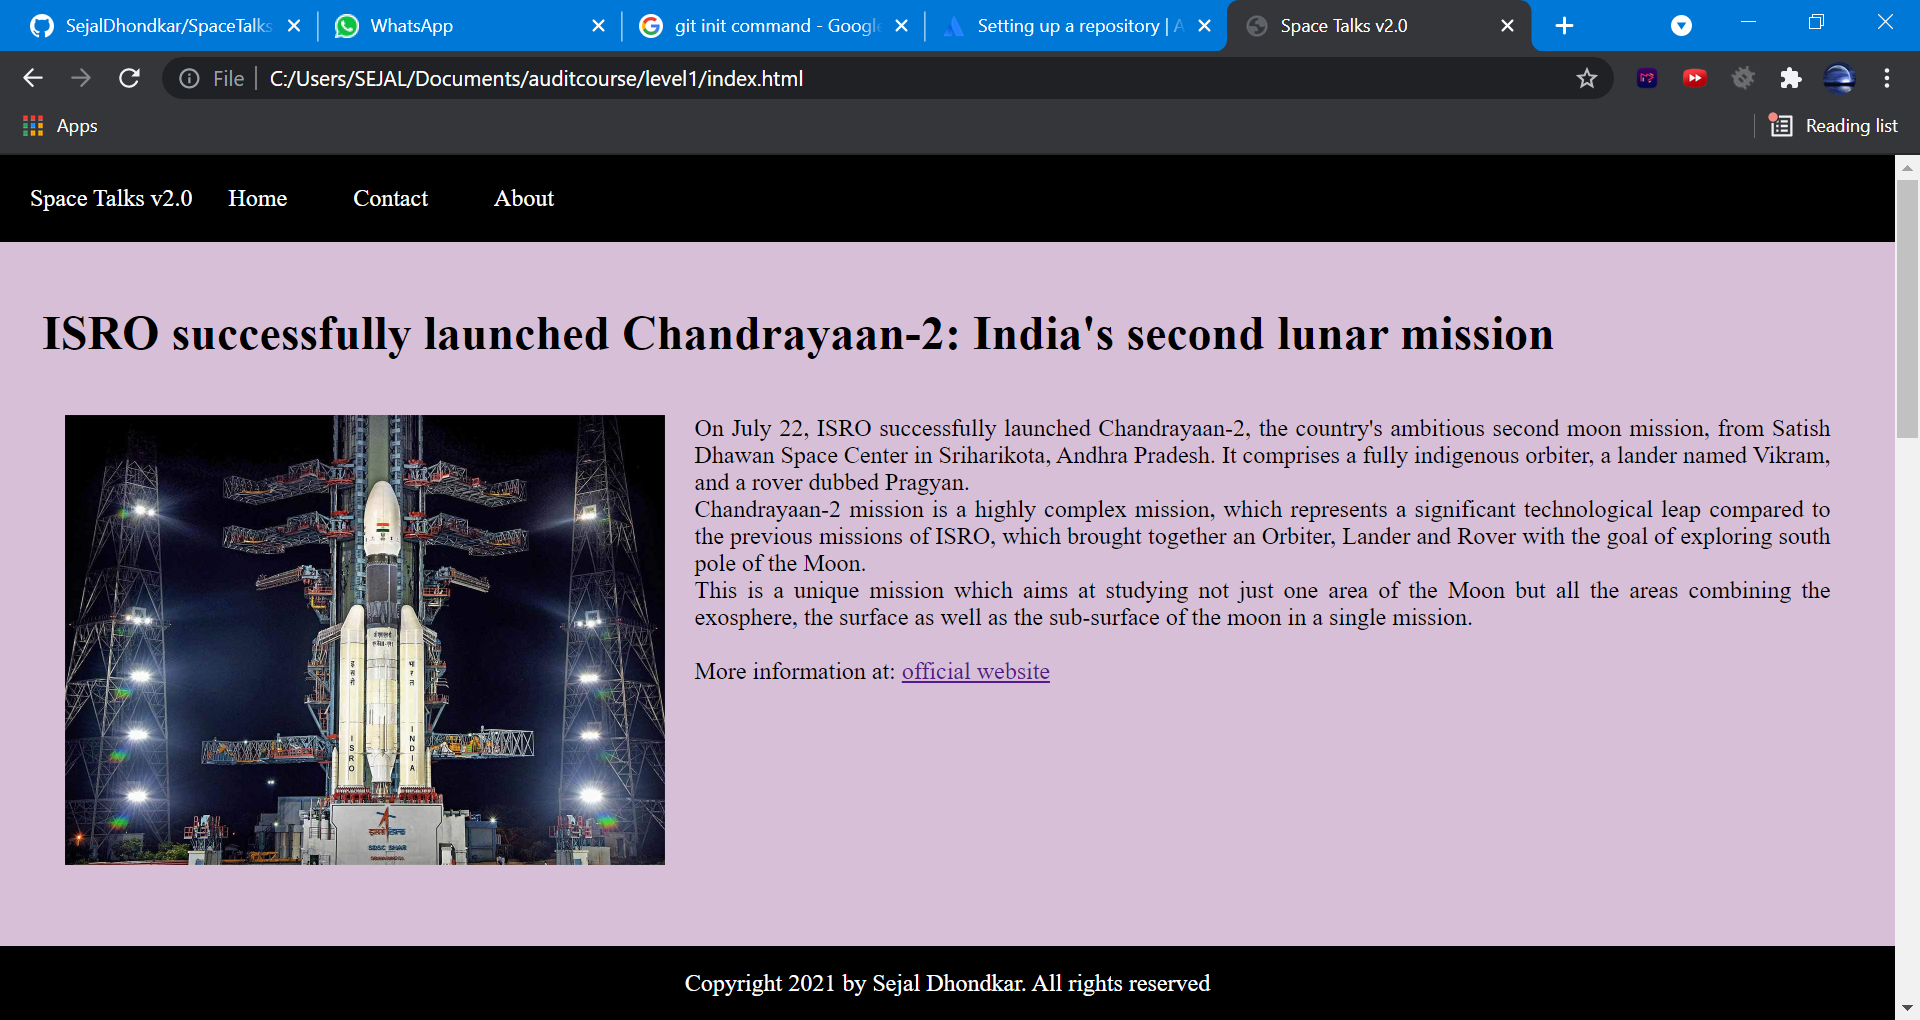 SejalDhondkar/SpaceTalks
WhatsApp
git init command - Googl
Setting up a repository | A
Space Talks v2.0
File
C:/Users/SEJAL/Documents/auditcourse/level1/index.html
Apps
Reading list
Space Talks v2.0 Home Contact About
ISRO successfully launched Chandrayaan-2: India's second lunar mission
On July 22, ISRO successfully launched Chandrayaan-2, the country's ambitious second moon mission, from Satish
Dhawan Space Center in Sriharikota, Andhra Pradesh. It comprises a fully indigenous orbiter, a lander named Vikram,
and a rover dubbed Pragyan.
Chandrayaan-2 mission is a highly complex mission, which represents a significant technological leap compared to
the previous missions of ISRO, which brought together an Orbiter, Lander and Rover with the goal of exploring south
pole of the Moon.
This is a unique mission which aims at studying not just one area of the Moon but all the areas combining the
exosphere, the surface as well as the sub-surface of the moon in a single mission.
More information at: official website
इसरो
भारत
ISRO
INDIA
SDSC SHAR
Copyright 2021 by Sejal Dhondkar. All rights reserved